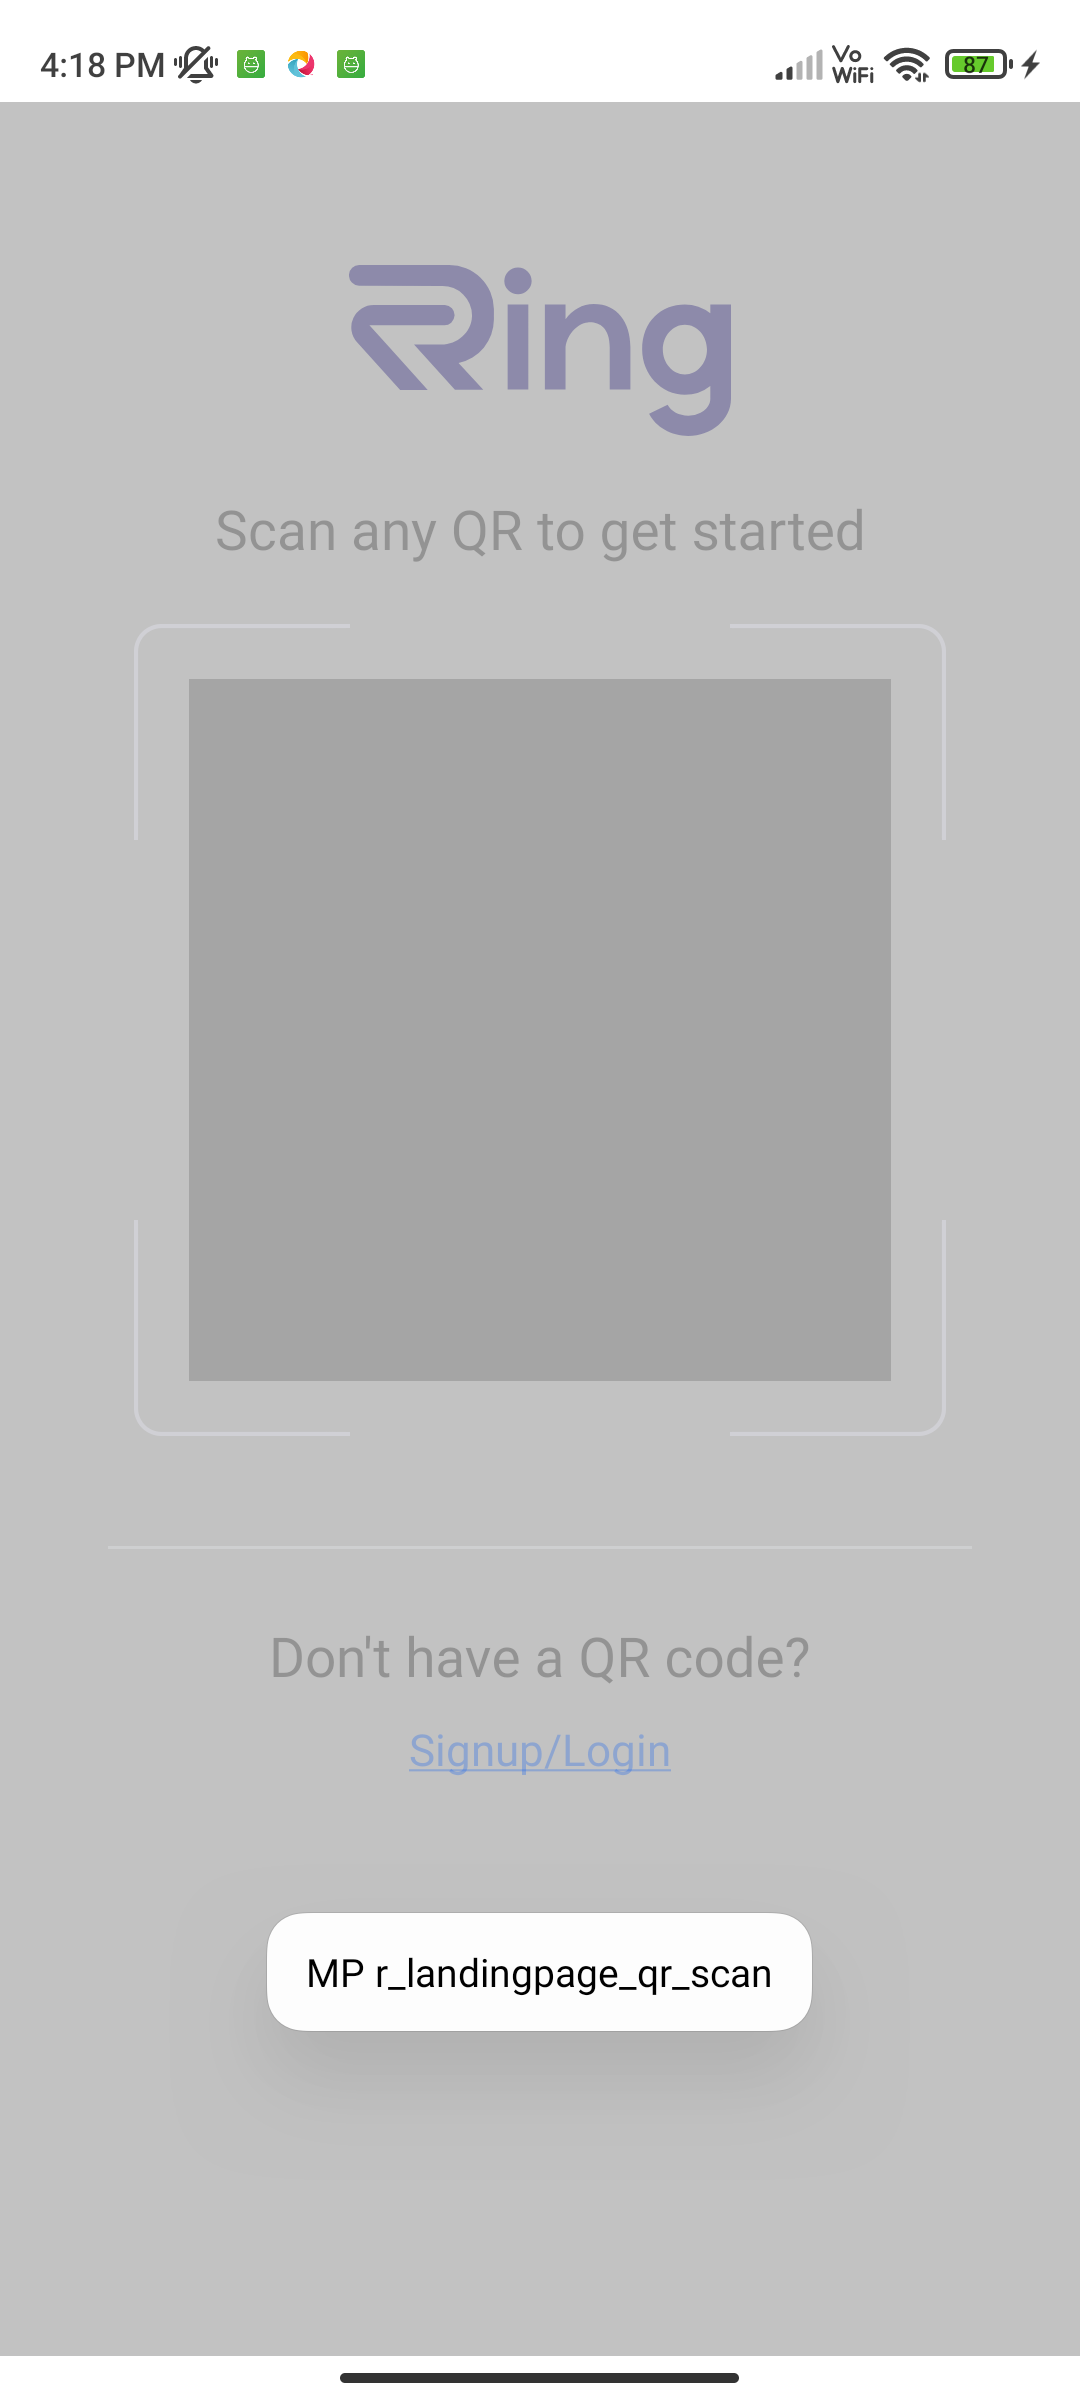 4:18 PM
Vo
WiFi
87
Ring
Scan any QR to get started
Don't have a QR code?
Signup/Login
MP r_landingpage_qr_scan